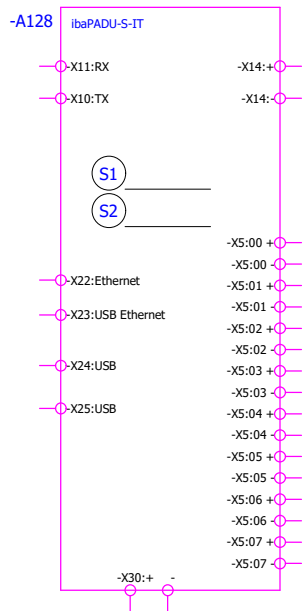 -A128 ibaPADU-S-IT
-X11:RX -X14:+
-X10:TX -X14:-
S1
S2
-X5:00 +
-X5:00 -
-X22:Ethernet -X5:01 +
-X5:01 -
-X23:USB Ethernet -X5:02 +
-X5:02 -
-X24:USB -X5:03 +
-X5:03 -
-X25:USB -X5:04 +
-X5:04 -
-X5:05 +
-X5:05 -
-X5:06 +
-X5:06 -
-X5:07 +
-X5:07 -
-X30:+ -